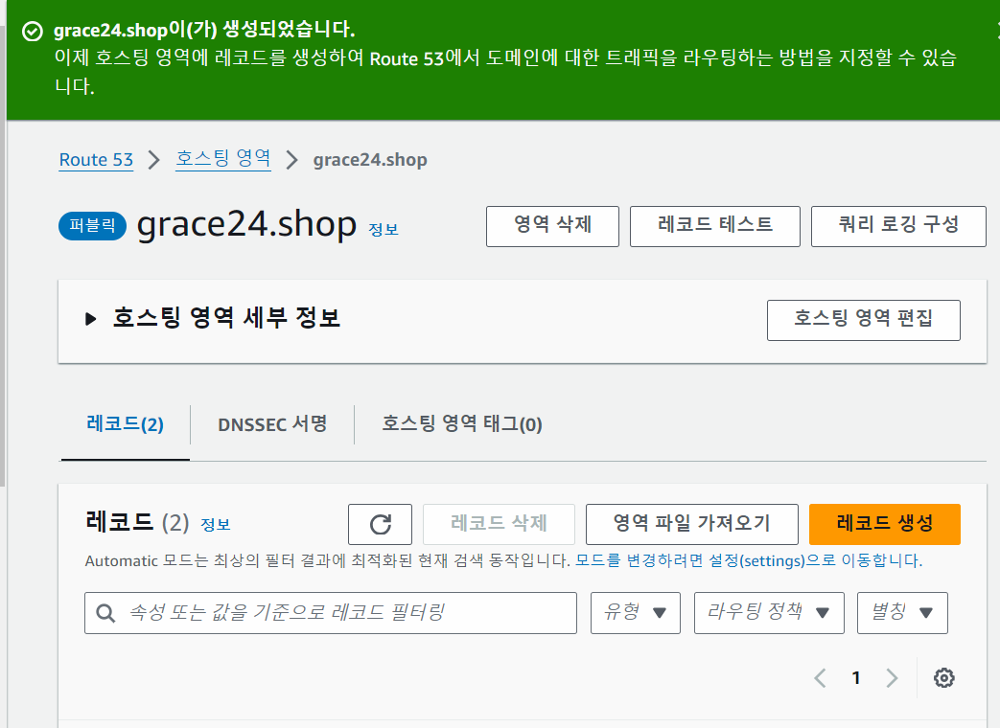 grace24.shop이(가) 생성되었습니다.
이제 호스팅 영역에 레코드를 생성하여 Route 53에서 도메인에 대한 트래픽을 라우팅하는 방법을 지정할 수 있습
니다.
Route 53 호스팅 영역 grace24.shop
퍼블릭 grace24.shop 정보 영역 삭제 레코드 테스트 쿼리 로깅 구성
호스팅 영역 세부 정보 호스팅 영역 편집
레코드(2) DNSSEC 서명 호스팅 영역 태그(0)
레코드 (2) 정보 레코드 삭제 영역 파일 가져오기 레코드 생성
Automatic 모드는 최상의 필터 결과에 최적화된 현재 검색 동작입니다. 모드를 변경하려면 설정(settings)으로 이동합니다.
속성 또는 값을 기준으로 레코드 필터링 유형 라우팅 정책 별칭
1